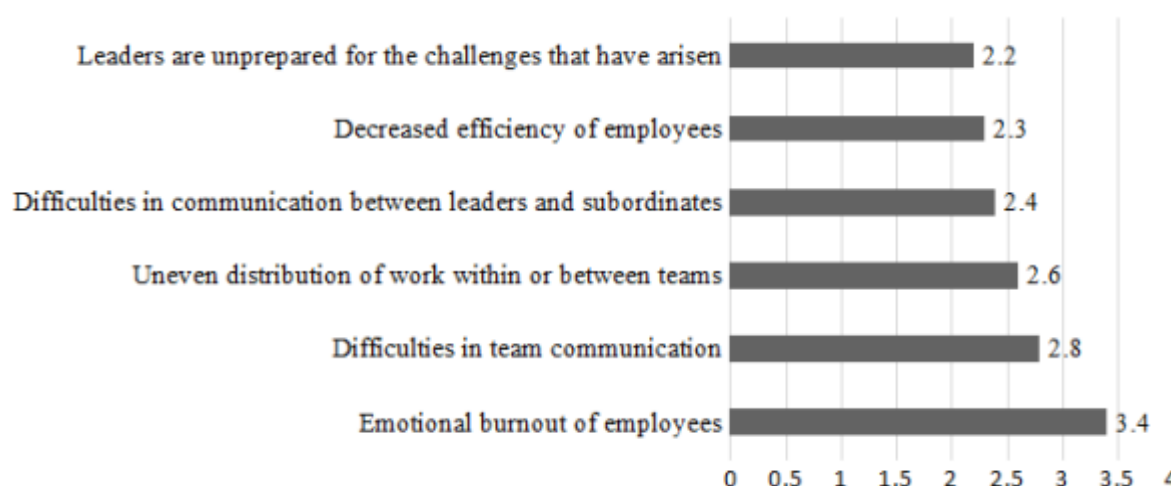 Leaders are unprepared for the challenges that have arisen 2.2
Decreased efficiency of employees 2.3
Difficulties in communication between leaders and subordinates 2.4
Uneven distribution of work within or between teams 2.6
Difficulties in team communication 2.8
Emotional burnout of employees 3.4
0 0.5 1 1.5 2 2.5 3 3.5 4